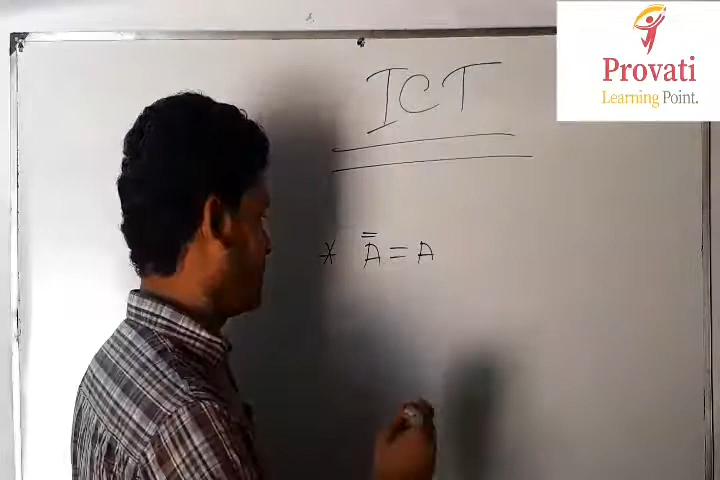 Provati
Learning Point.
ICT
* A̿ = A